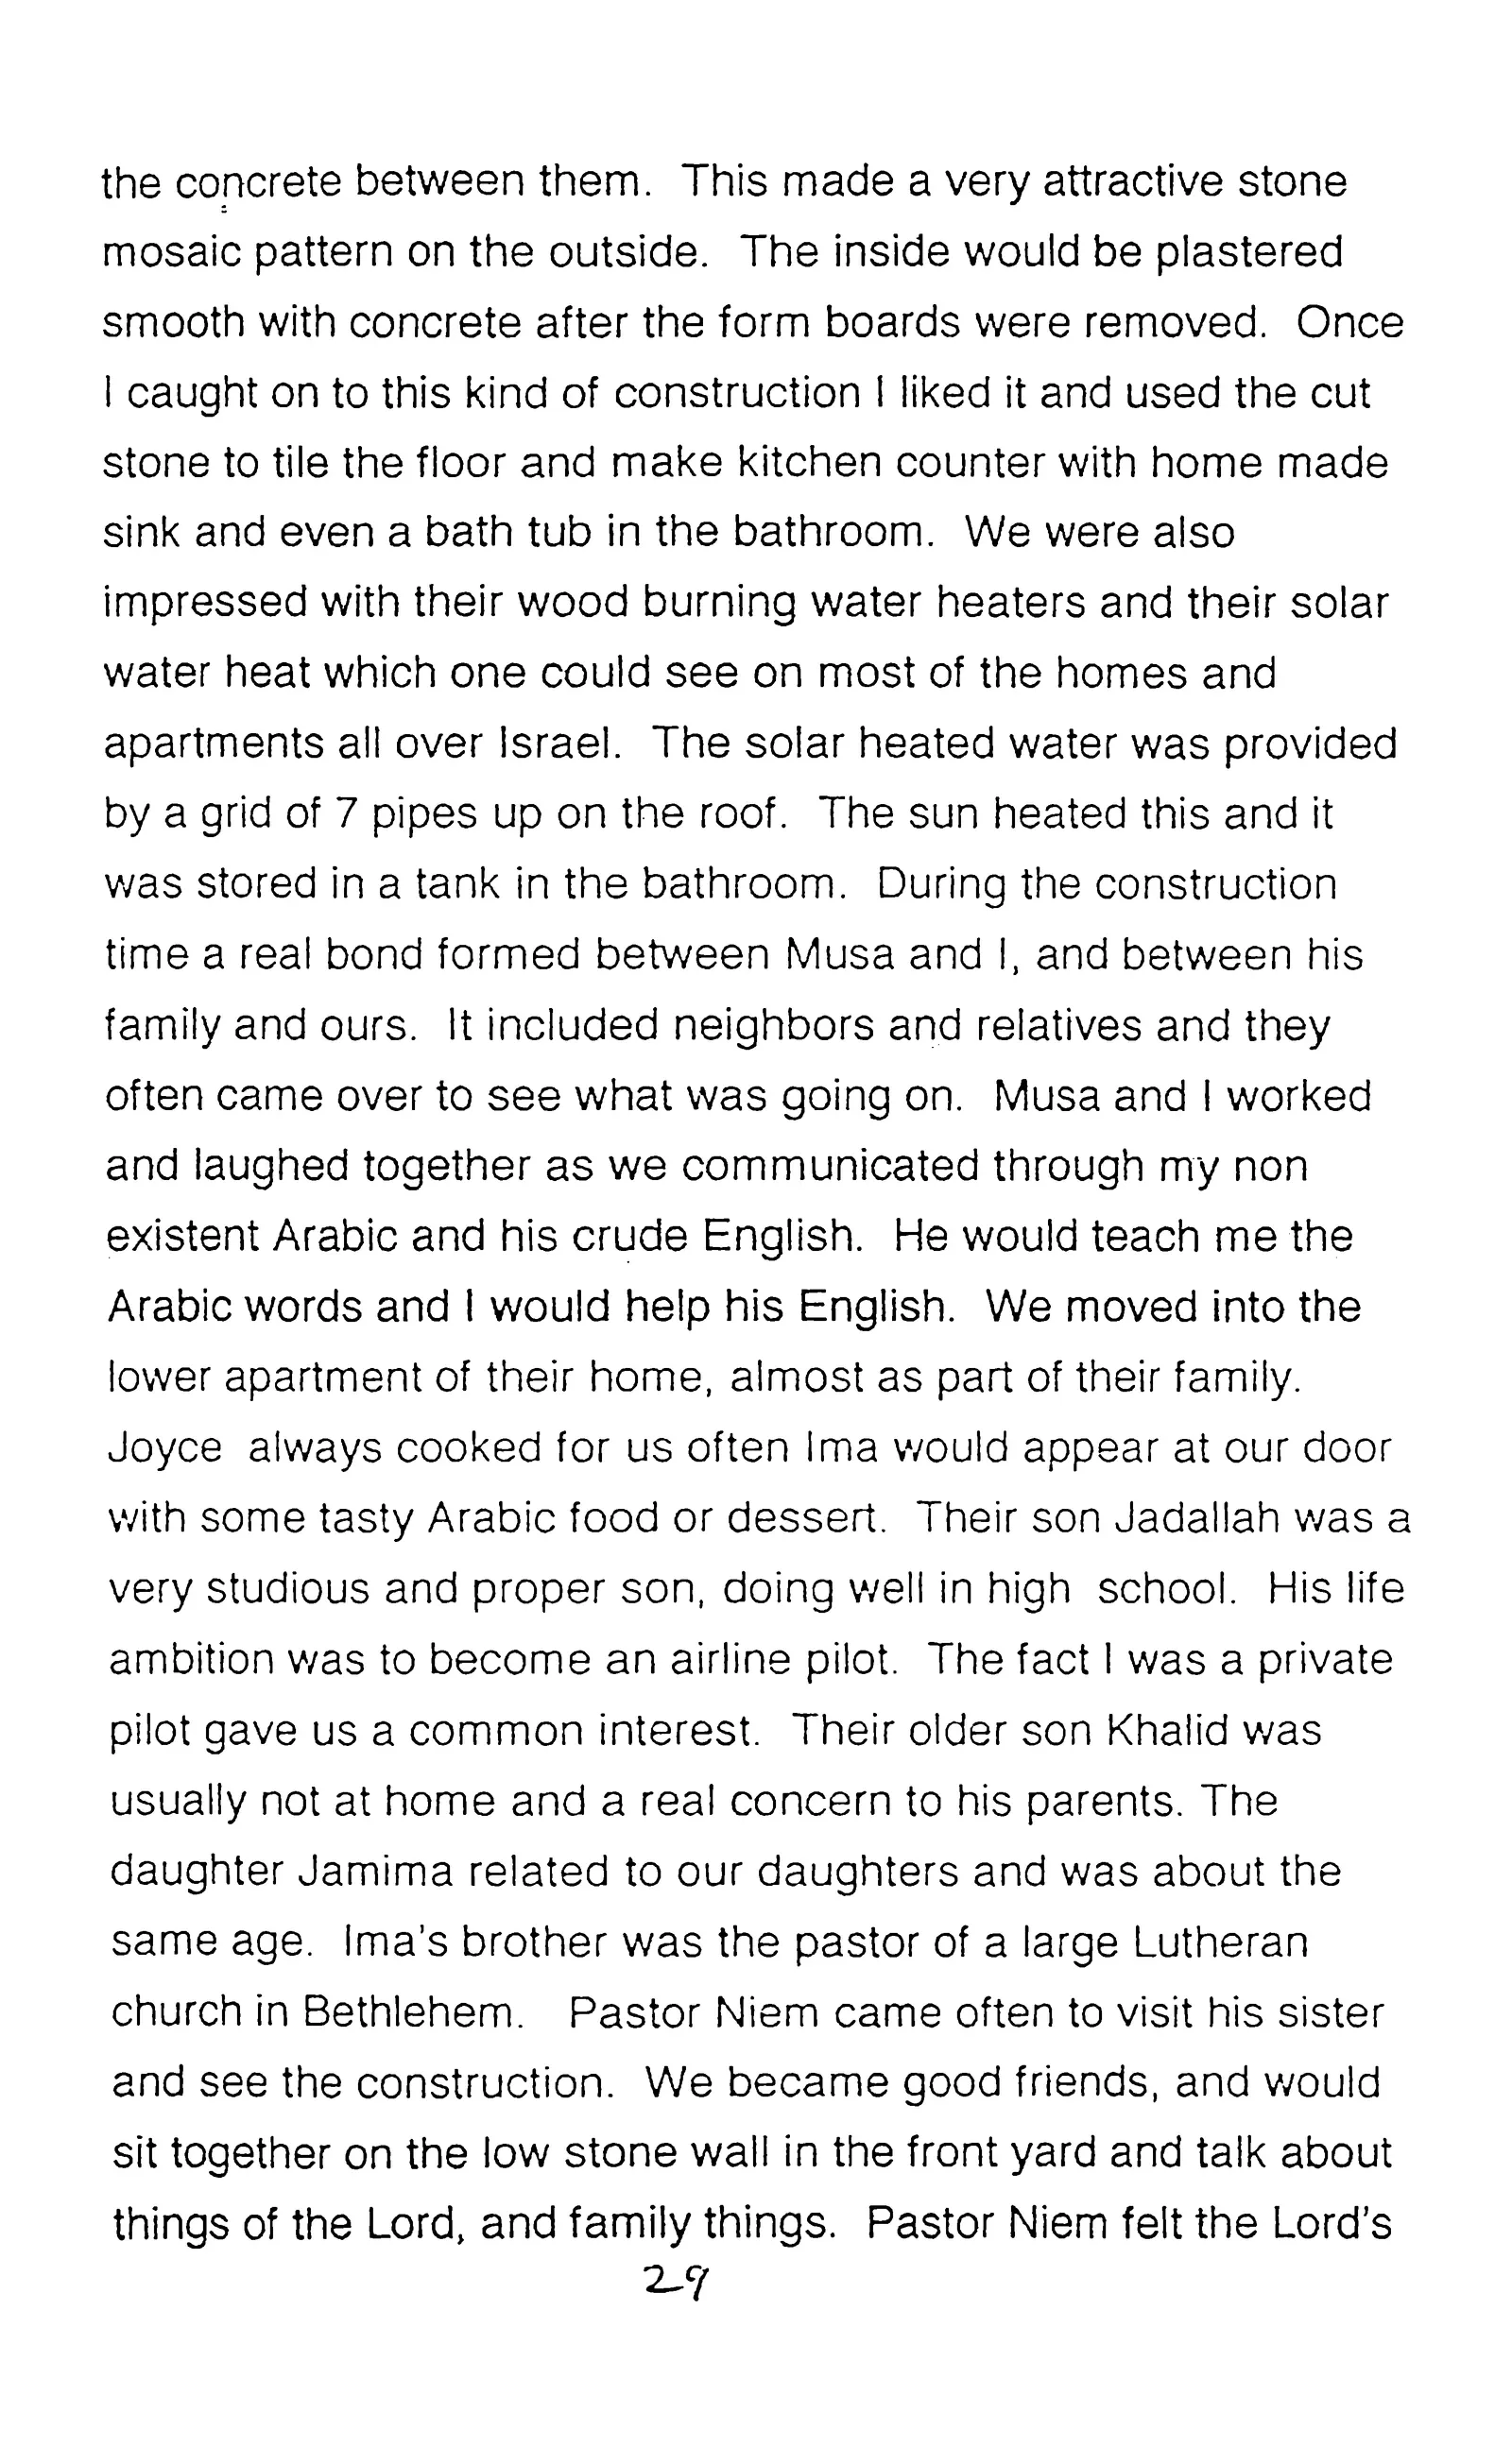 the concrete between them.  This made a very attractive stone
mosaic pattern on the outside.  The inside would be plastered
smooth with concrete after the form boards were removed.  Once
I caught on to this kind of construction I liked it and used the cut
stone to tile the floor and make kitchen counter with home made
sink and even a bath tub in the bathroom.  We were also
impressed with their wood burning water heaters and their solar
water heat which one could see on most of the homes and
apartments all over Israel.  The solar heated water was provided
by a grid of 7 pipes up on the roof.  The sun heated this and it
was stored in a tank in the bathroom.  During the construction
time a real bond formed between Musa and I, and between his
family and ours.  It included neighbors and relatives and they
often came over to see what was going on.  Musa and I worked
and laughed together as we communicated through my non
existent Arabic and his crude English.  He would teach me the
Arabic words and I would help his English.  We moved into the
lower apartment of their home, almost as part of their family.
Joyce  always cooked for us often Ima would appear at our door
with some tasty Arabic food or dessert.  Their son Jadallah was a
very studious and proper son, doing well in high  school.  His life
ambition was to become an airline pilot.  The fact I was a private
pilot gave us a common interest.  Their older son Khalid was
usually not at home and a real concern to his parents. The
daughter Jamima related to our daughters and was about the
same age.  Ima's brother was the pastor of a large Lutheran
church in Bethlehem.   Pastor Niem came often to visit his sister
and see the construction.  We became good friends, and would
sit together on the low stone wall in the front yard and talk about
things of the Lord, and family things.  Pastor Niem felt the Lord's
29